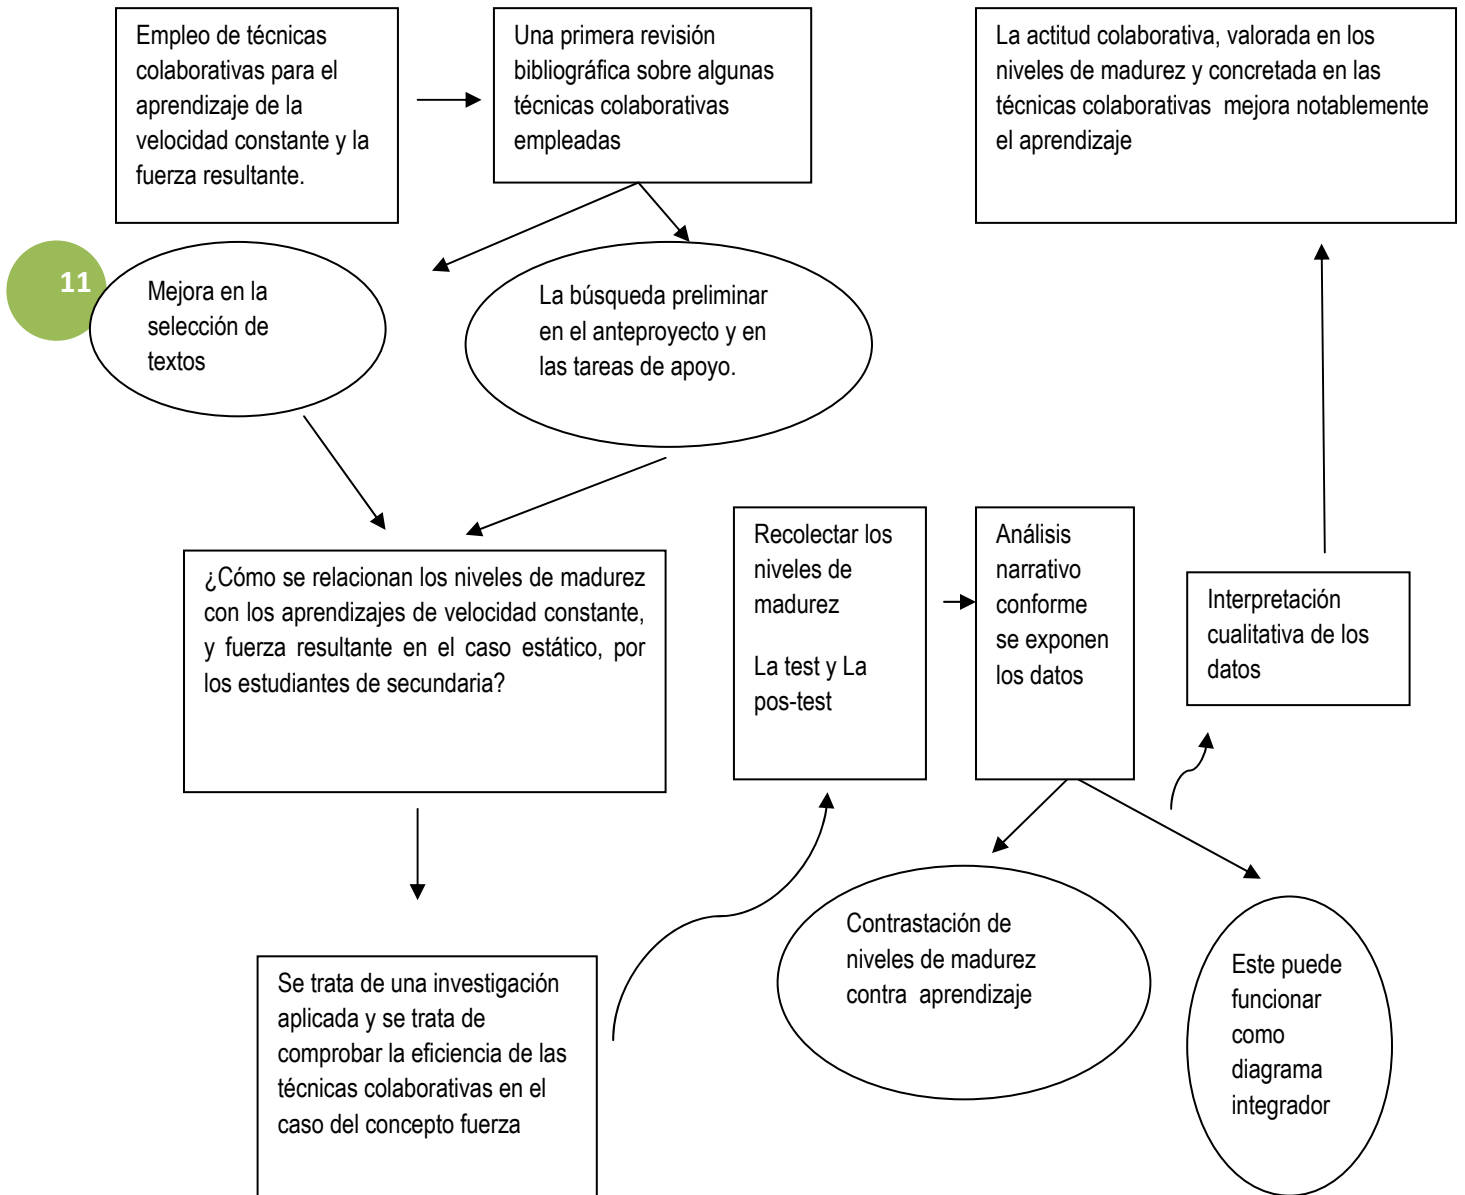 Empleo de técnicas
colaborativas para el
aprendizaje de la
velocidad constante y la
fuerza resultante.
Una primera revisión
bibliográfica sobre algunas
técnicas colaborativas
empleadas
La actitud colaborativa, valorada en los
niveles de madurez y concretada en las
técnicas colaborativas mejora notablemente
el aprendizaje
11
Mejora en la
selección de
textos
La búsqueda preliminar
en el anteproyecto y en
las tareas de apoyo.
¿Cómo se relacionan los niveles de madurez
con los aprendizajes de velocidad constante,
y fuerza resultante en el caso estático, por
los estudiantes de secundaria?
Recolectar los
niveles de
madurez
La test y La
pos-test
Análisis
narrativo
conforme
se exponen
los datos
Interpretación
cualitativa de los
datos
Se trata de una investigación
aplicada y se trata de
comprobar la eficiencia de las
técnicas colaborativas en el
caso del concepto fuerza
Contrastación de
niveles de madurez
contra aprendizaje
Este puede
funcionar
como
diagrama
integrador